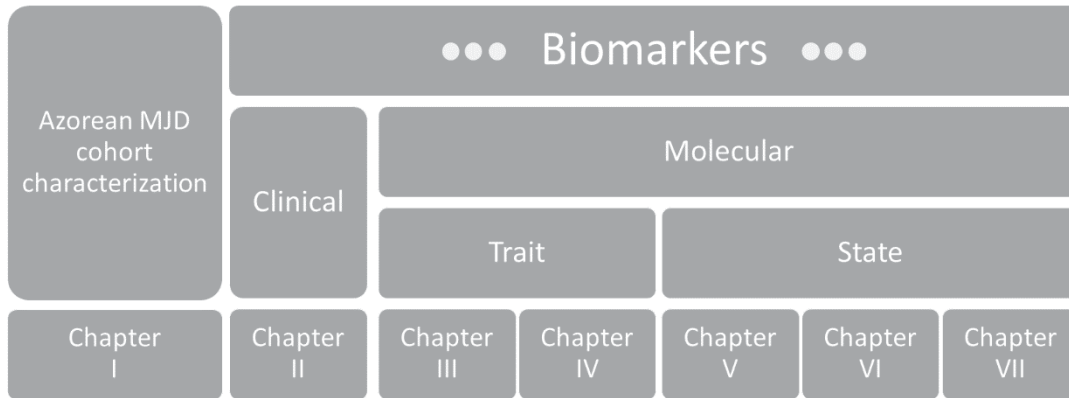 Azorean MJD
cohort
characterization
••• Biomarkers •••
Clinical
Molecular
Trait
State
Chapter
I
Chapter
II
Chapter
III
Chapter
IV
Chapter
V
Chapter
VI
Chapter
VII